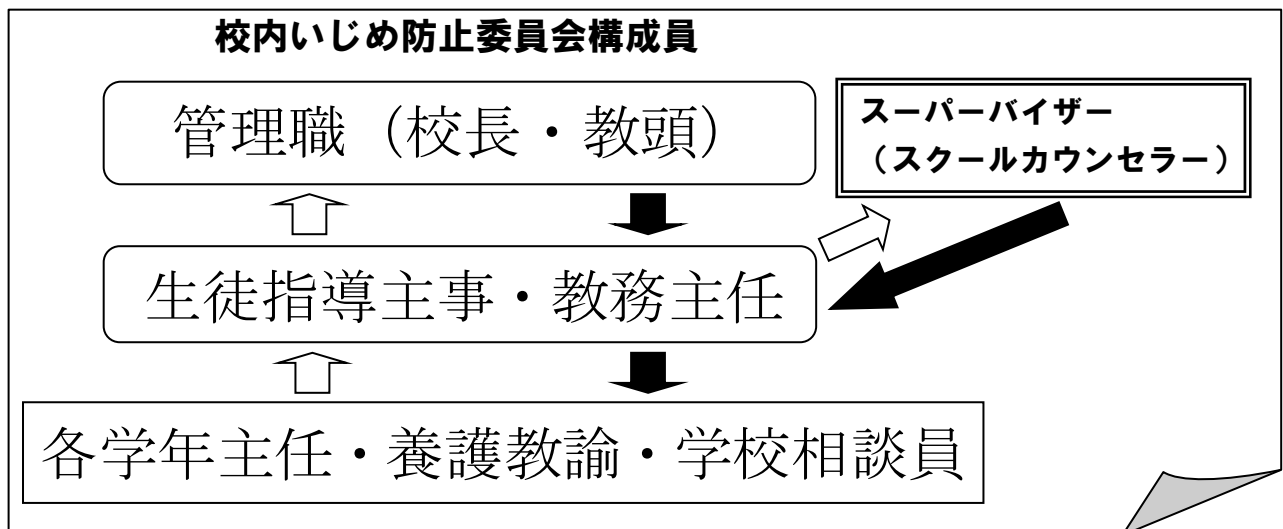 校内いじめ防止委員会構成員
管理職（校長・教頭）
スーパーバイザー
（スクールカウンセラー）
生徒指導主事・教務主任
各学年主任・養護教諭・学校相談員